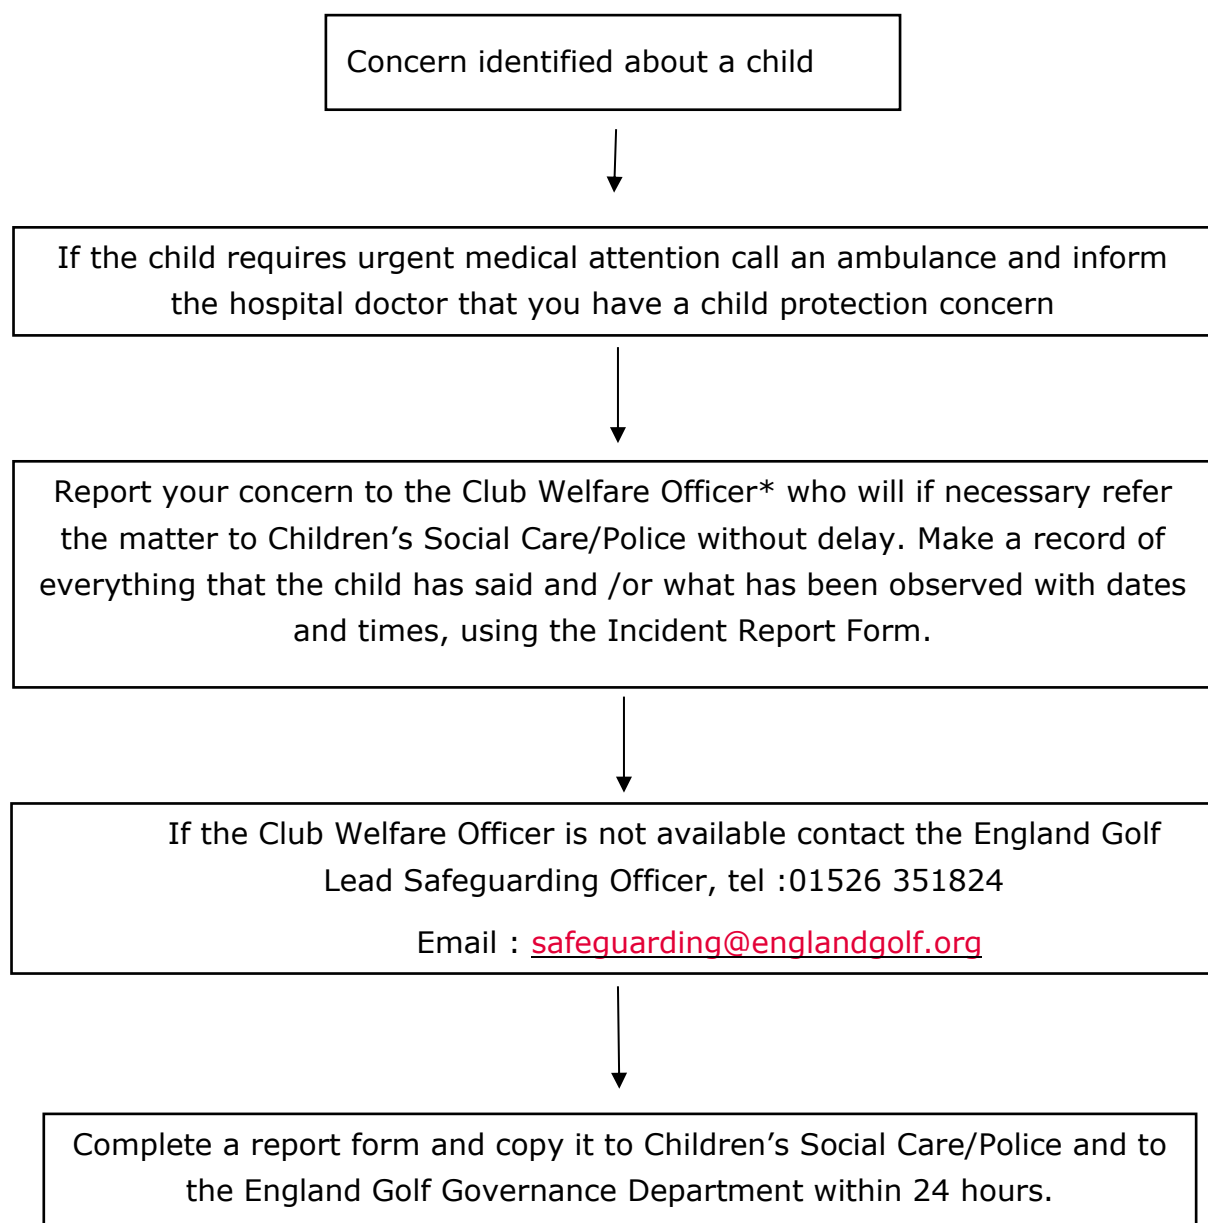 Concern identified about a child
If the child requires urgent medical attention call an ambulance and inform
the hospital doctor that you have a child protection concern
Report your concern to the Club Welfare Officer* who will if necessary refer
the matter to Children’s Social Care/Police without delay. Make a record of
everything that the child has said and /or what has been observed with dates
and times, using the Incident Report Form.
If the Club Welfare Officer is not available contact the England Golf
Lead Safeguarding Officer, tel :01526 351824
Email : safeguarding@englandgolf.org
Complete a report form and copy it to Children’s Social Care/Police and to
the England Golf Governance Department within 24 hours.